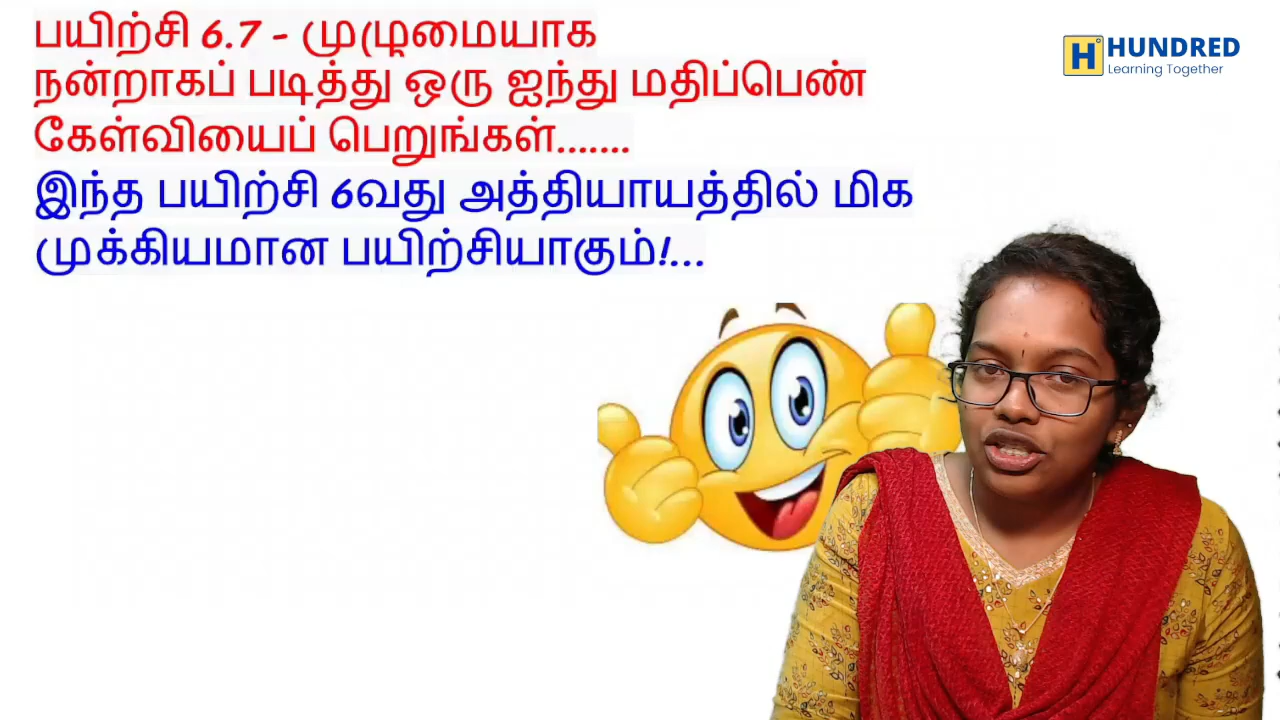 பயிற்சி 6.7 - முழுமையாக
நன்றாகப் படித்து ஒரு ஐந்து மதிப்பெண்
கேள்வியைப் பெறுங்கள்.......
இந்த பயிற்சி 6வது அத்தியாயத்தில் மிக
முக்கியமான பயிற்சியாகும்!...
H° HUNDRED
Learning Together